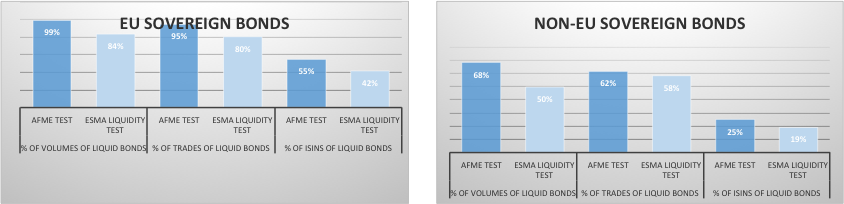 EU SOVEREIGN BONDS
99%
84%
95%
80%
55%
42%
AFME TEST
ESMA LIQUIDITY
TEST
AFME TEST
ESMA LIQUIDITY
TEST
AFME TEST
ESMA LIQUIDITY
TEST
% OF VOLUMES OF LIQUID BONDS
% OF TRADES OF LIQUID BONDS
% OF ISINS OF LIQUID BONDS
NON-EU SOVEREIGN BONDS
68%
50%
62%
58%
25%
19%
AFME TEST
ESMA LIQUIDITY
TEST
AFME TEST
ESMA LIQUIDITY
TEST
AFME TEST
ESMA LIQUIDITY
TEST
% OF VOLUMES OF LIQUID BONDS
% OF TRADES OF LIQUID BONDS
% OF ISINS OF LIQUID BONDS